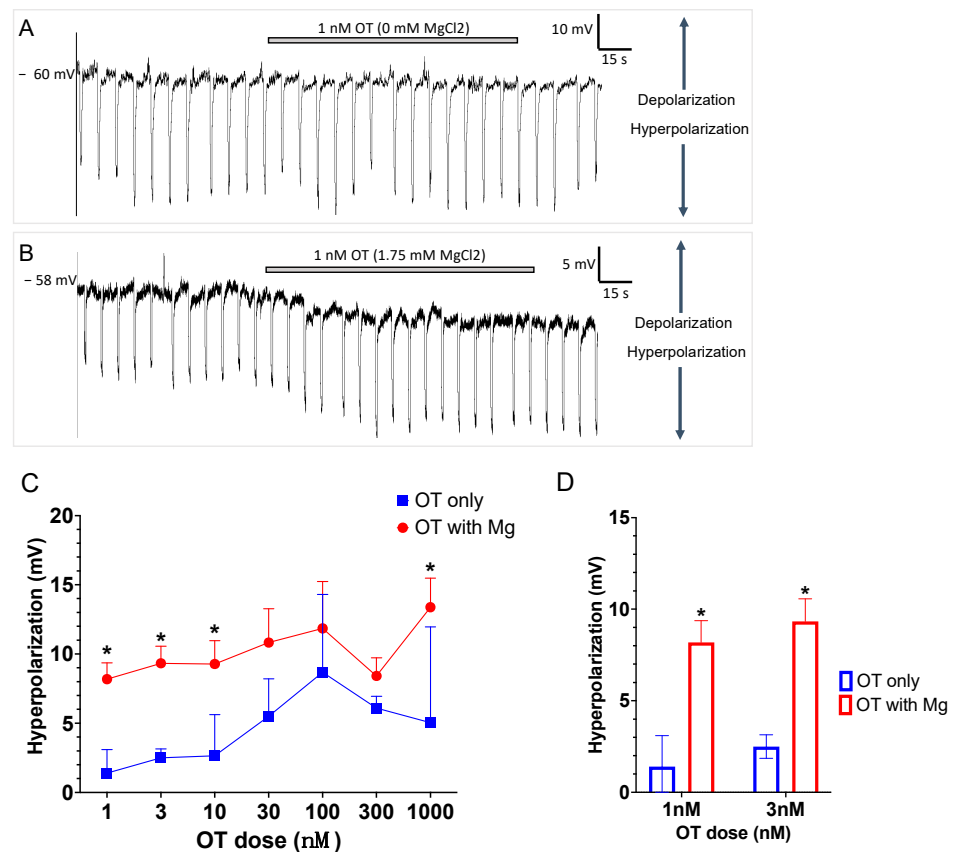 A
1 nM OT (0 mM MgCl2)
10 mV
15 s
– 60 mV
Depolarization
Hyperpolarization
B
1 nM OT (1.75 mM MgCl2)
5 mV
15 s
– 58 mV
Depolarization
Hyperpolarization
C
OT only
OT with Mg
Hyperpolarization (mV)
20
15
10
5
0
* * * *
1 3 10 30 100 300 1000
OT dose (nM)
D
Hyperpolarization (mV)
15
10
5
0
* *
OT only
OT with Mg
1nM 3nM
OT dose (nM)